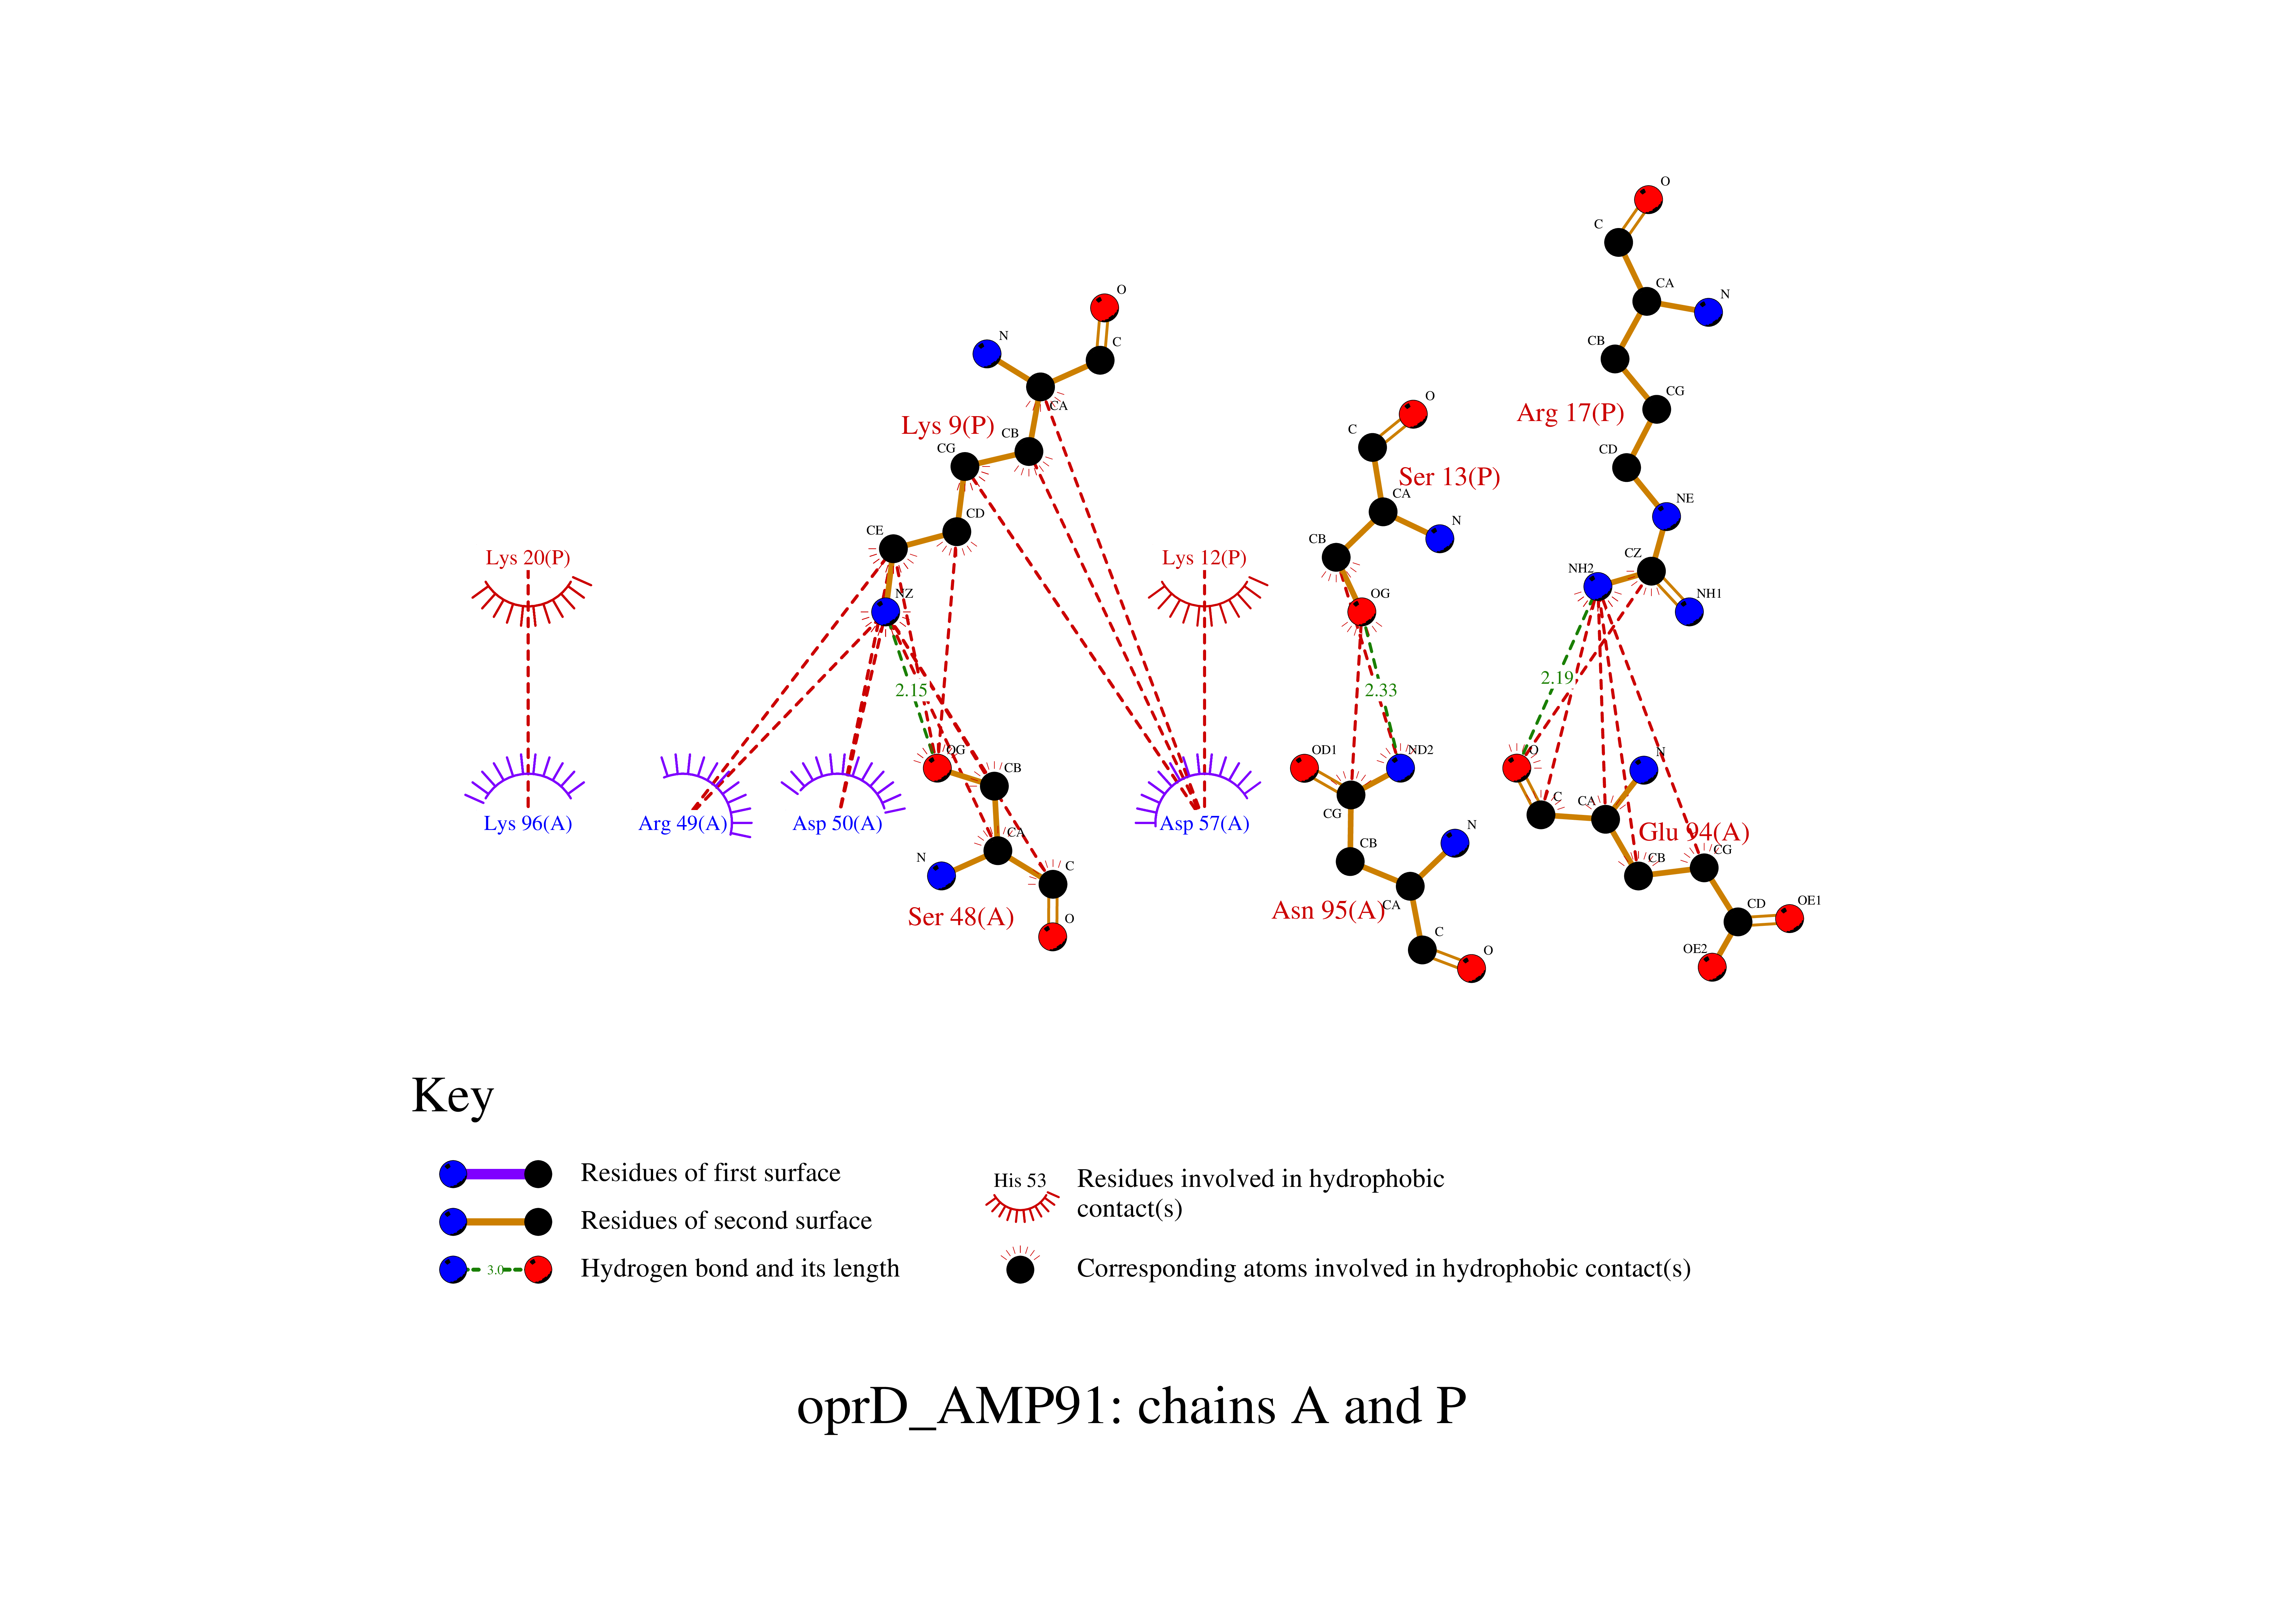 O
C
CA
N
CB
CG
Arg 17(P)
CD
NE
CZ
NH2
NH1
O
N
C
CA
Lys 9(P)
CB
CG
CD
CE
NZ
O
C
Ser 13(P)
CA
N
CB
OG
Lys 20(P)
Lys 12(P)
2.15
2.33
2.19
Lys 96(A)
Arg 49(A)
Asp 50(A)
OG
CB
CA
N
C
O
Ser 48(A)
Asp 57(A)
OD1
ND2
CG
CB
N
Asn 95(A)
CA
C
O
O
N
C
CA
Glu 94(A)
CB
CG
CD
OE1
OE2
Key
Residues of first surface
Residues of second surface
3.0
Hydrogen bond and its length
His 53
Residues involved in hydrophobic
contact(s)
Corresponding atoms involved in hydrophobic contact(s)
oprD_AMP91: chains A and P